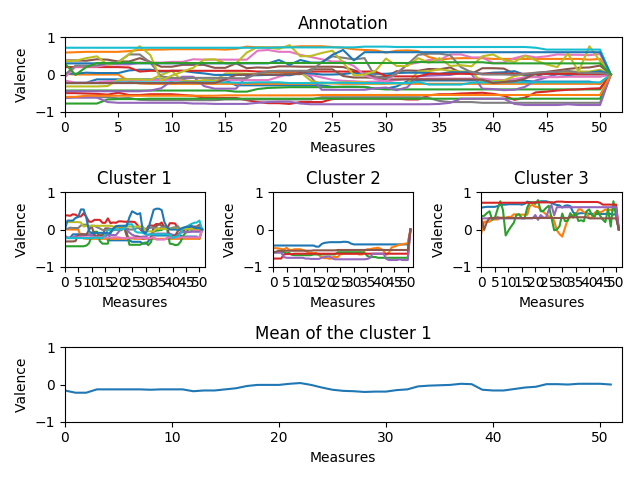 Annotation
1
0
−1
Valence
0 5 10 15 20 25 30 35 40 45 50
Measures
Cluster 1 Cluster 2 Cluster 3
1 1 1
0 0 0
−1 −1 −1
Valence Valence Valence
0 5 10 15 20 25 30 35 40 45 50 0 5 10 15 20 25 30 35 40 45 50 0 5 10 15 20 25 30 35 40 45 50
Measures Measures Measures
Mean of the cluster 1
1
0
−1
Valence
0 10 20 30 40 50
Measures